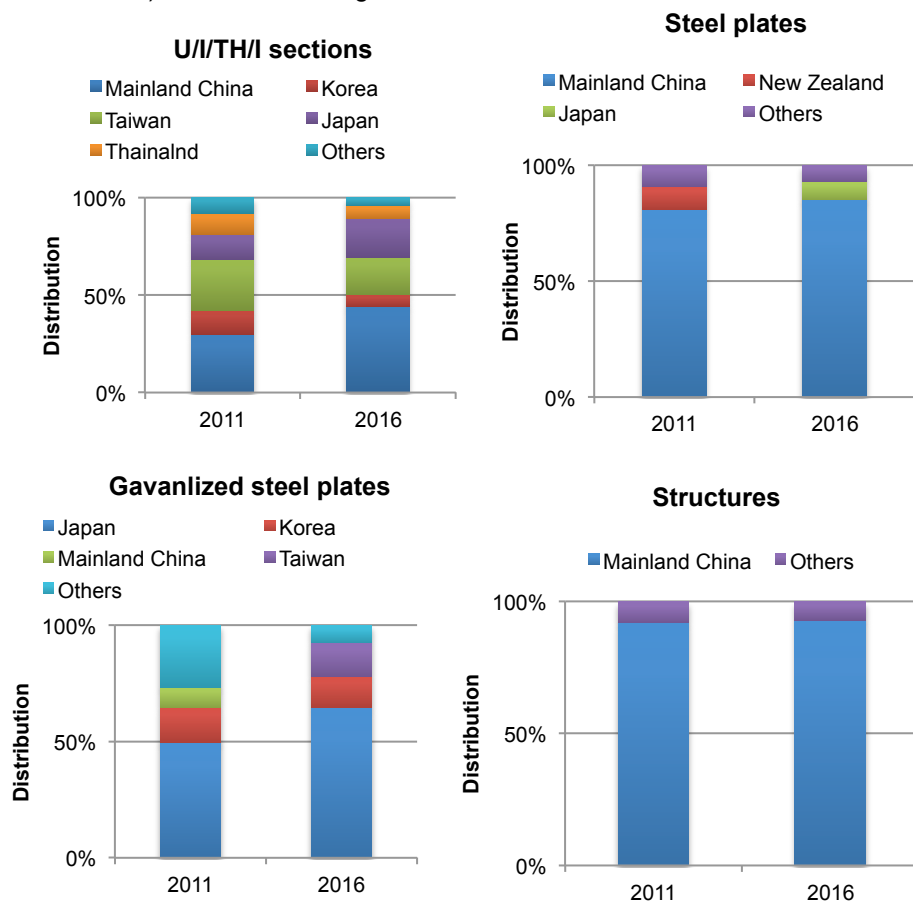 U/I/TH/I sections
Mainland China Korea
Taiwan Japan
Thainalnd Others
100%
50%
0%
Distribution
2011 2016
Steel plates
Mainland China New Zealand
Japan Others
100%
50%
0%
Distribution
2011 2016
Gavanlized steel plates
Japan Korea
Mainland China Taiwan
Others
100%
50%
0%
Distribution
2011 2016
Structures
Mainland China Others
100%
50%
0%
Distribution
2011 2016